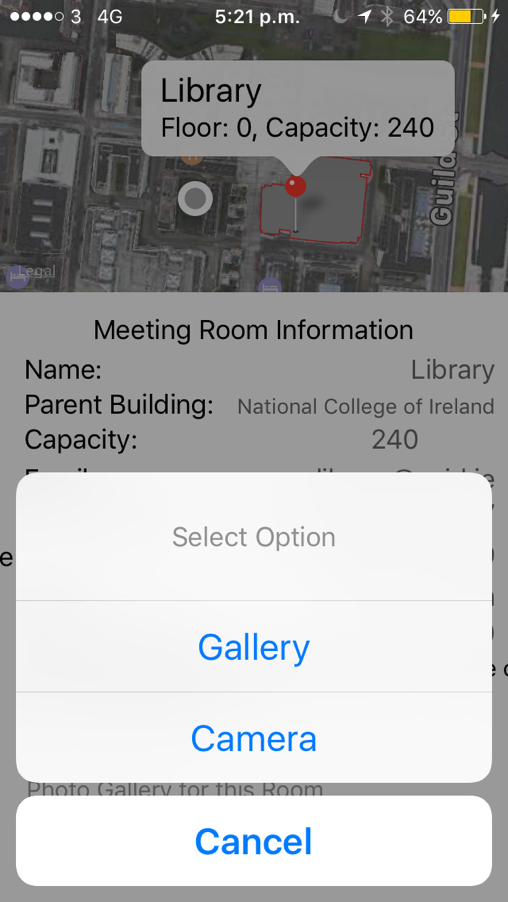 3 4G 5:21 p.m. 64%
Library
Floor: 0, Capacity: 240
Legal
Meeting Room Information
Name: Library
Parent Building: National College of Ireland
Capacity: 240
Select Option
Gallery
Camera
Photo Gallery for this Room
Cancel